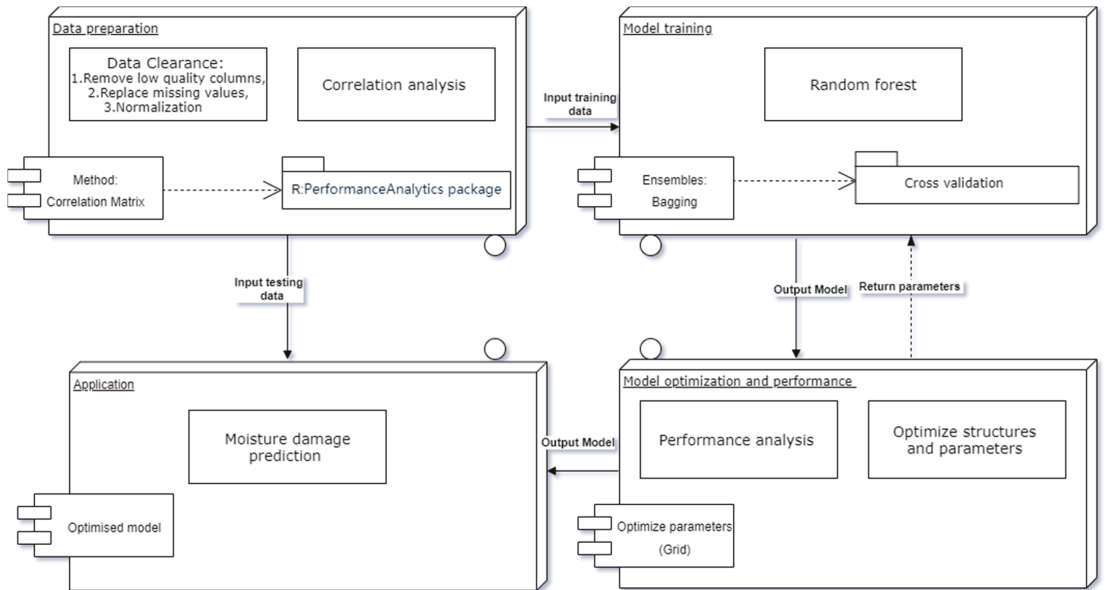 Data preparation
Data Clearance:
1.Remove low quality columns,
2.Replace missing values,
3.Normalization
Correlation analysis
Method:
Correlation Matrix
R:PerformanceAnalytics package
Input training
data
Model training
Random forest
Ensembles:
Bagging
Cross validation
Input testing
data
Output Model
Return parameters
Application
Moisture damage
prediction
Optimised model
Output Model
Model optimization and performance
Performance analysis
Optimize structures
and parameters
Optimize parameters
(Grid)